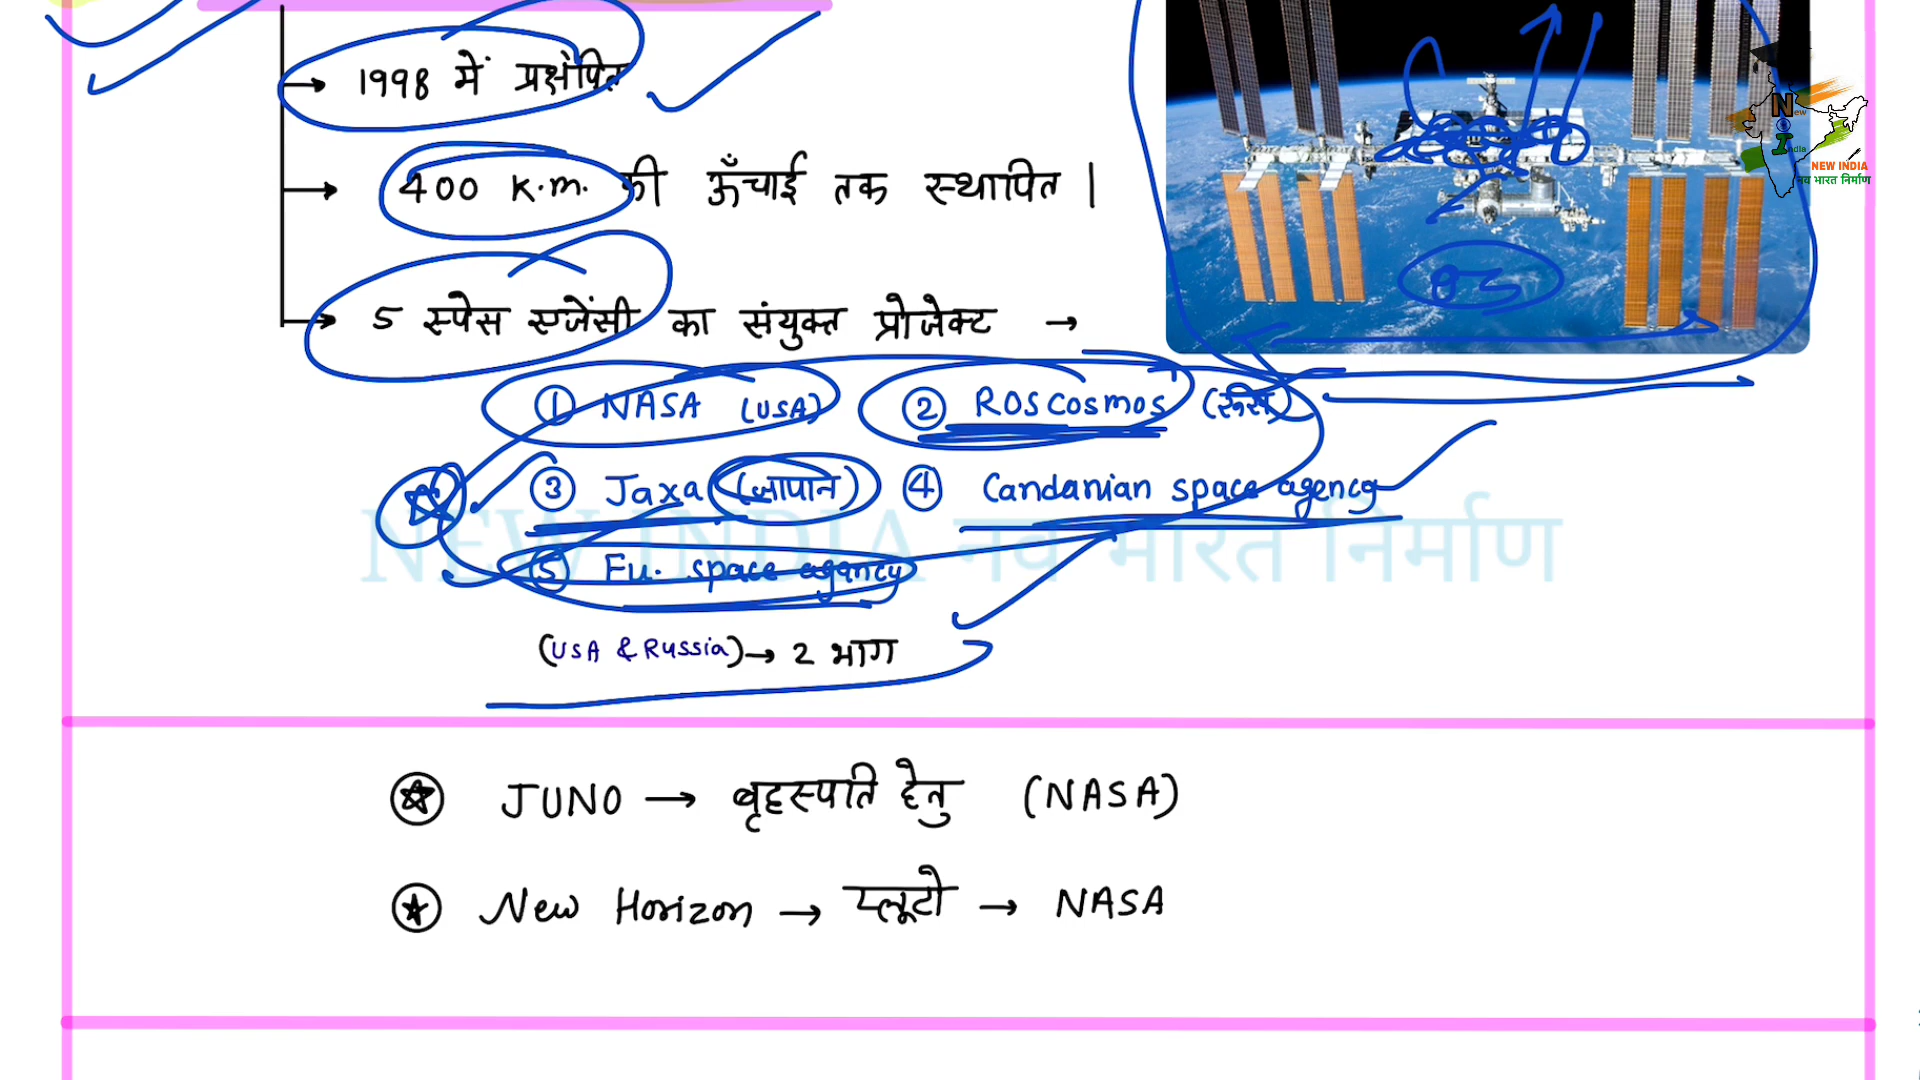 1998 में प्रक्षेपित
400 K.m. की ऊँचाई तक स्थापित |
5 स्पेस एजेंसी का संयुक्त प्रोजेक्ट →
① NASA (USA) ② ROSCOSMOS (रूस)
③ Jaxa (जापान) ④ Candanian space agency
⑤ Eu. space agency
(USA & Russia) → 2 भाग
JUNO → बृहस्पति हेतु (NASA)
New Horizon → प्लूटो → NASA
NEW INDIA नव भारत निर्माण
New
India
NEW INDIA
नव भारत निर्माण